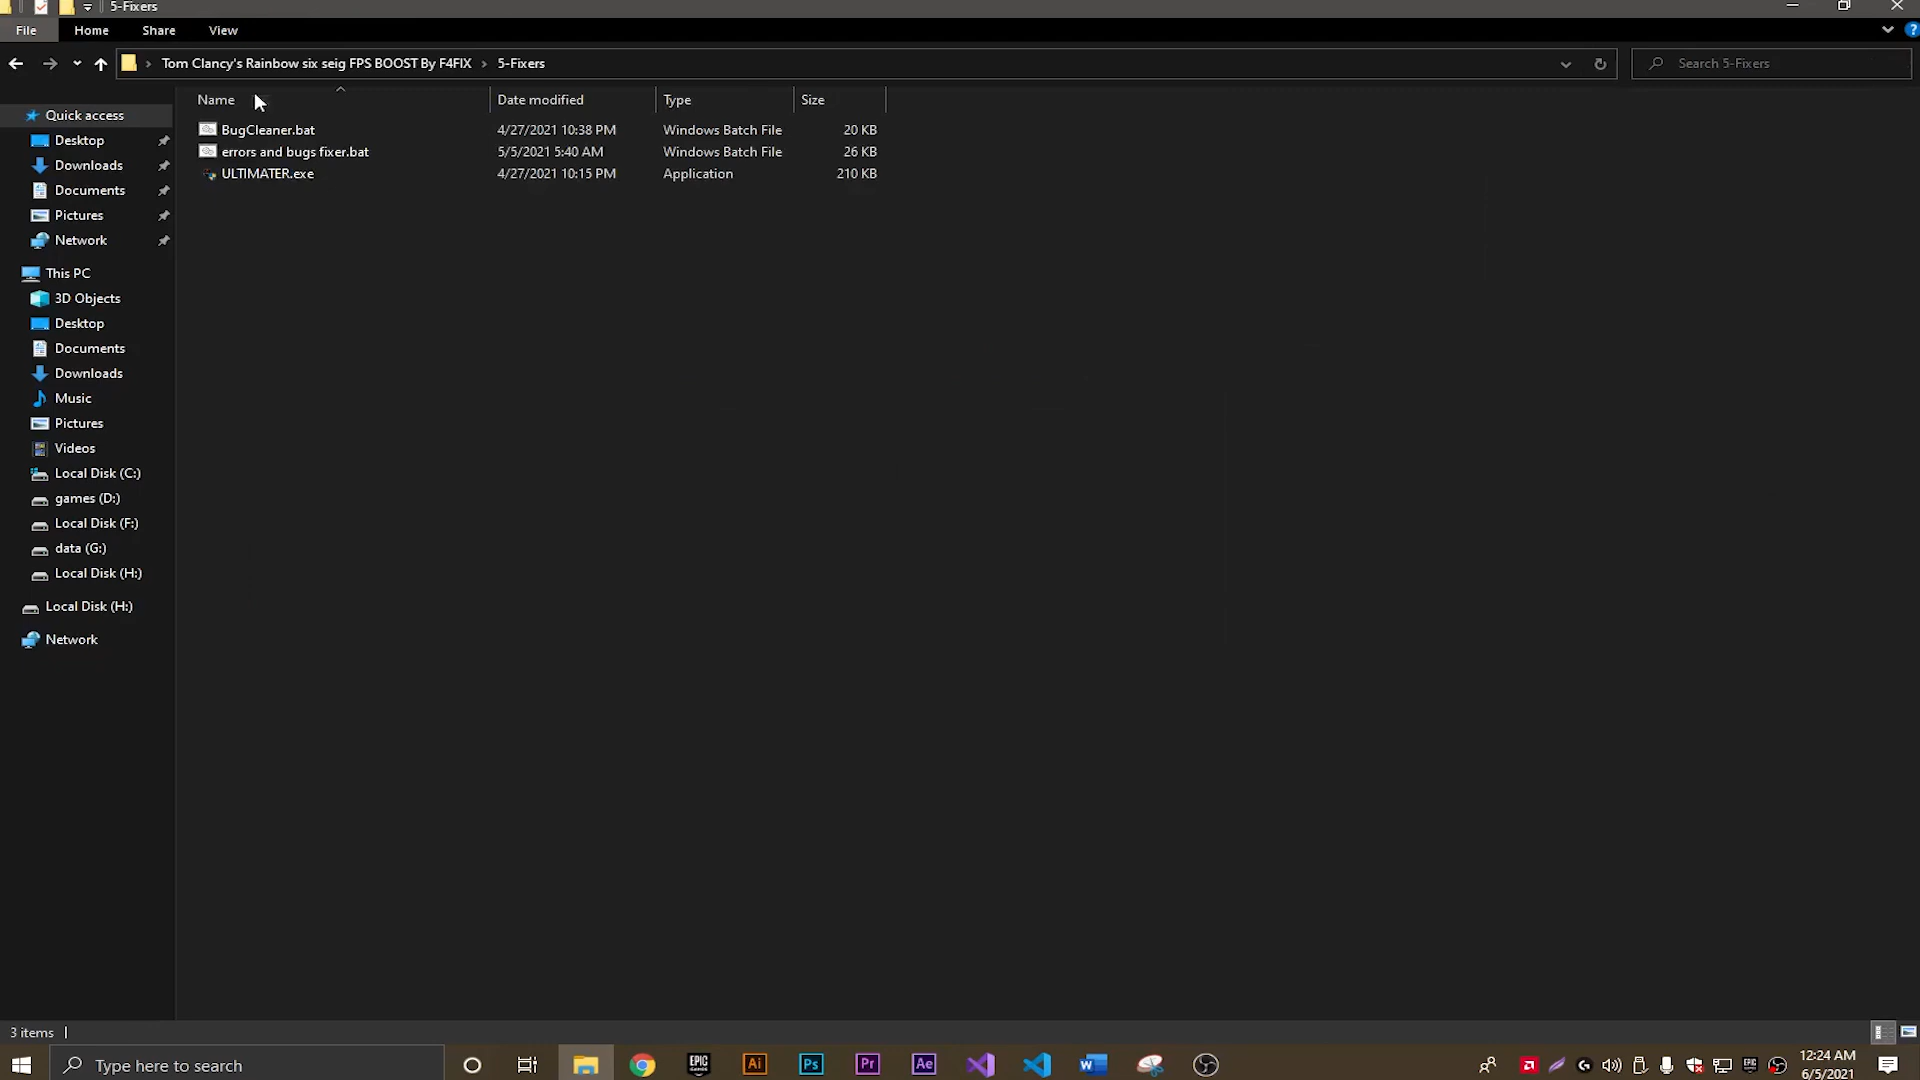 5-Fixers
File Home Share View
Tom Clancy's Rainbow six seig FPS BOOST By F4FIX › 5-Fixers
Search 5-Fixers
Name Date modified Type Size
BugCleaner.bat 4/27/2021 10:38 PM Windows Batch File 20 KB
errors and bugs fixer.bat 5/5/2021 5:40 AM Windows Batch File 26 KB
ULTIMATER.exe 4/27/2021 10:15 PM Application 210 KB
Quick access
Desktop
Downloads
Documents
Pictures
Network
This PC
3D Objects
Desktop
Documents
Downloads
Music
Pictures
Videos
Local Disk (C:)
games (D:)
Local Disk (F:)
data (G:)
Local Disk (H:)
Local Disk (H:)
Network
3 items
Type here to search
EPIC GAMES
Ai
Ps
Pr
Ae
12:24 AM
6/5/2021